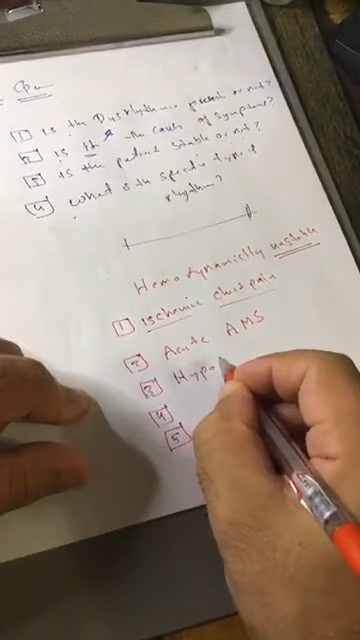 1 Is the Dysrhythmia present or not?
2 Is it the cause of symptoms?
3 Is the patient stable or not?
4 What is the specific type of
rhythm?
Hemodynamically unstable
1 Ischemic chest pain
2 Acute AMS
3 Hypo
4
5